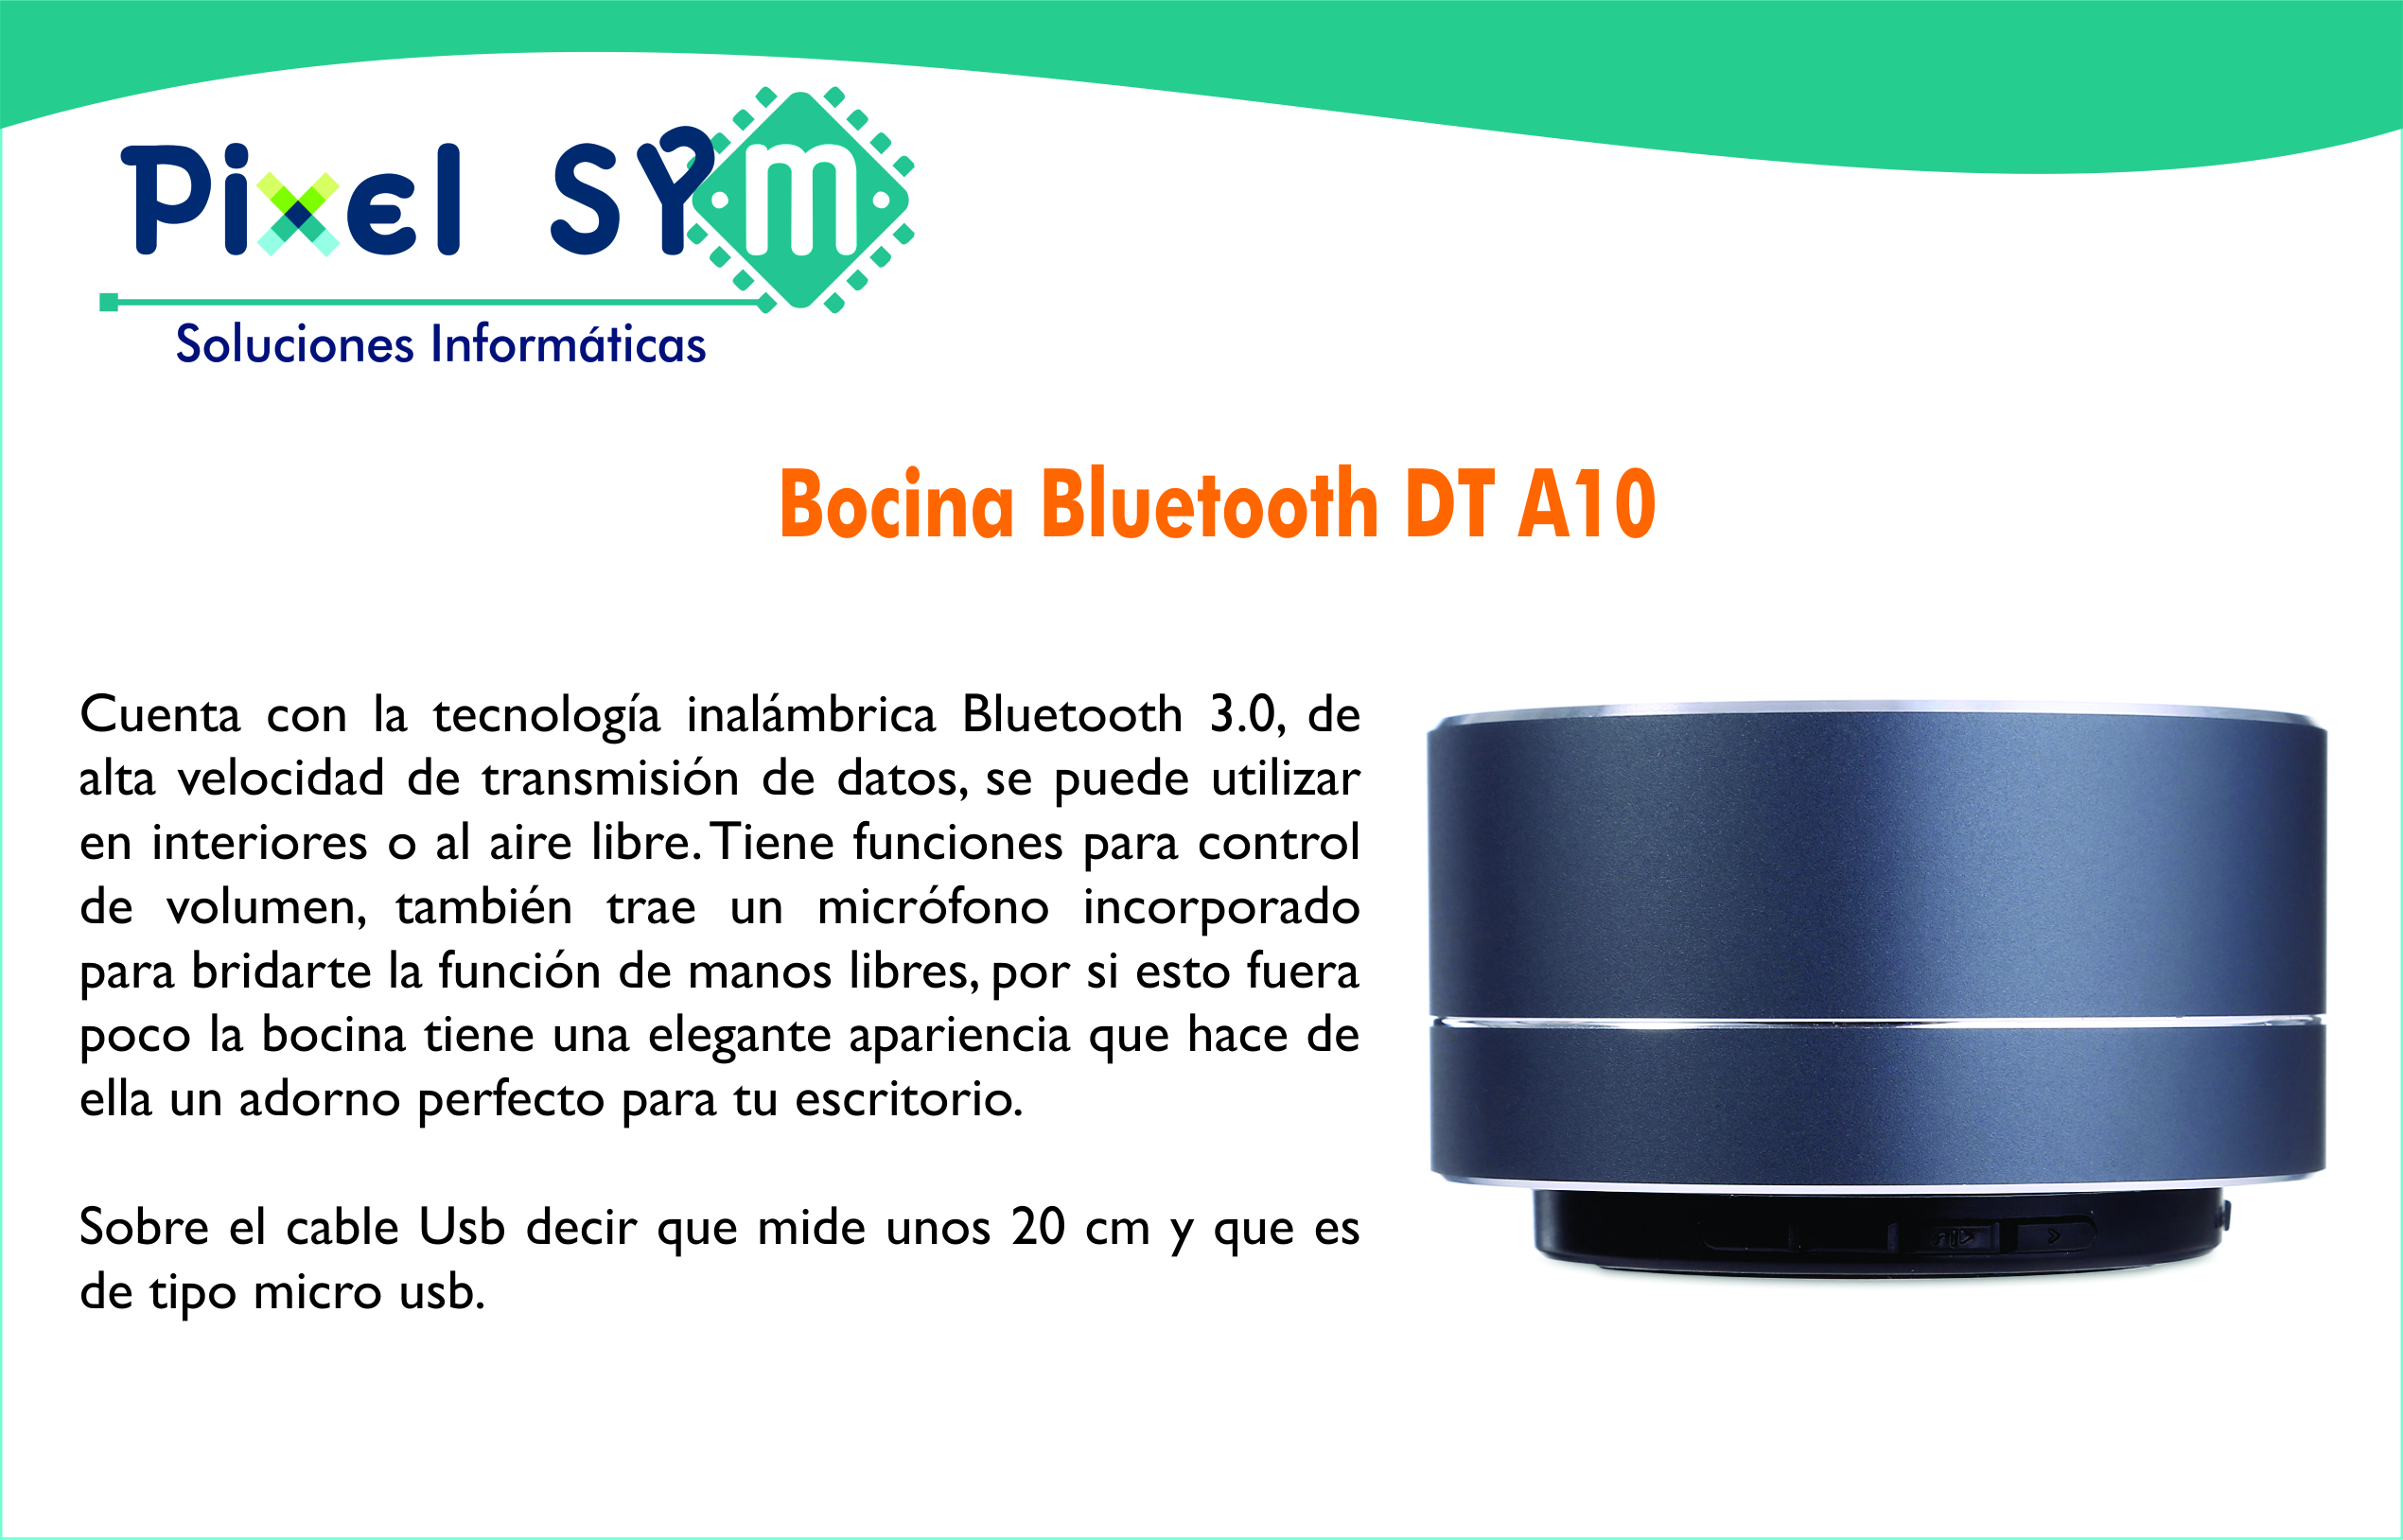 Pixel SYm
Soluciones Informáticas
Bocina Bluetooth DT A10
Cuenta con la tecnología inalámbrica Bluetooth 3.0, de
alta velocidad de transmisión de datos, se puede utilizar
en interiores o al aire libre. Tiene funciones para control
de volumen, también trae un micrófono incorporado
para bridarte la función de manos libres, por si esto fuera
poco la bocina tiene una elegante apariencia que hace de
ella un adorno perfecto para tu escritorio.
Sobre el cable Usb decir que mide unos 20 cm y que es
de tipo micro usb.